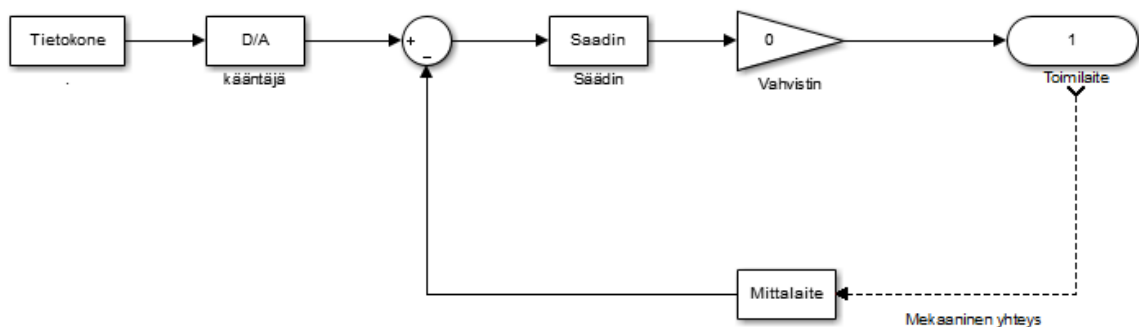 Tietokone
.
D/A
kääntäjä
+
−
Saadin
Säädin
0
Vahvistin
1
Toimilaite
Mittalaite
Mekaaninen yhteys